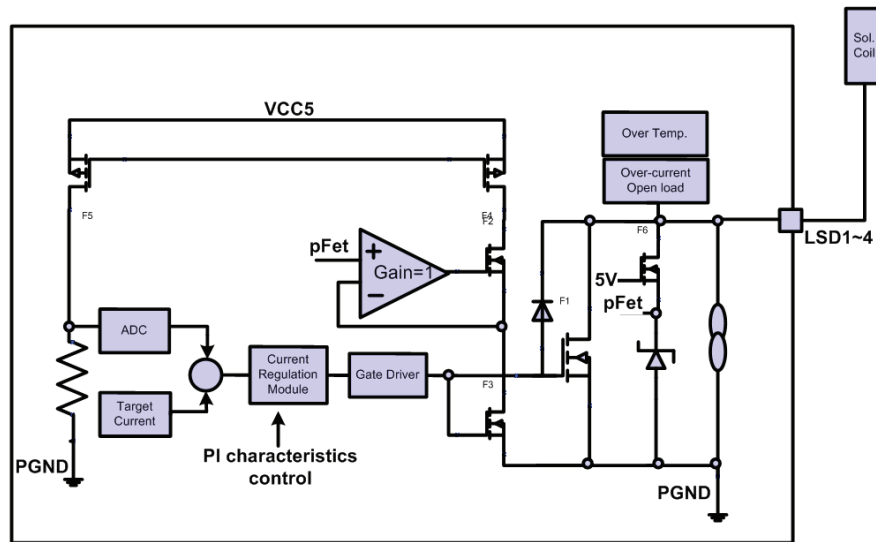 Sol.
Coil
VCC5
Over Temp.
Over-current
Open load
F5
F2
F6
LSD1~4
pFet
+
Gain=1
−
5V
pFet
F1
ADC
Current
Regulation
Module
Gate Driver
F3
Target
Current
PI characteristics
control
PGND
PGND